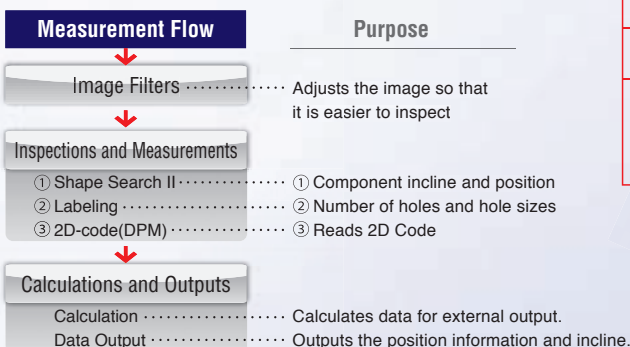 Measurement Flow Purpose
Image Filters ············ Adjusts the image so that
it is easier to inspect
Inspections and Measurements
① Shape Search II ············ ① Component incline and position
② Labeling ················ ② Number of holes and hole sizes
③ 2D-code(DPM) ············ ③ Reads 2D Code
Calculations and Outputs
Calculation ················ Calculates data for external output.
Data Output ················ Outputs the position information and incline.